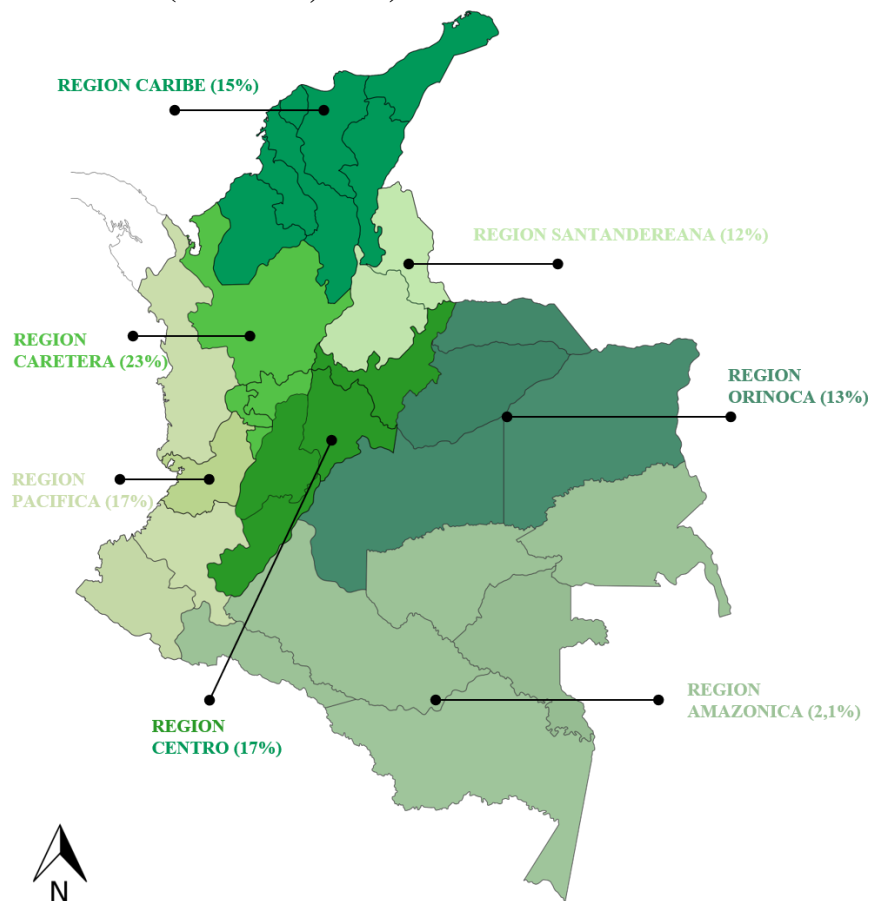 REGION CARIBE (15%)
REGION SANTANDEREANA (12%)
REGION
CARETERA (23%)
REGION
ORINOCA (13%)
REGION
PACIFICA (17%)
REGION
AMAZONICA (2,1%)
REGION
CENTRO (17%)
N